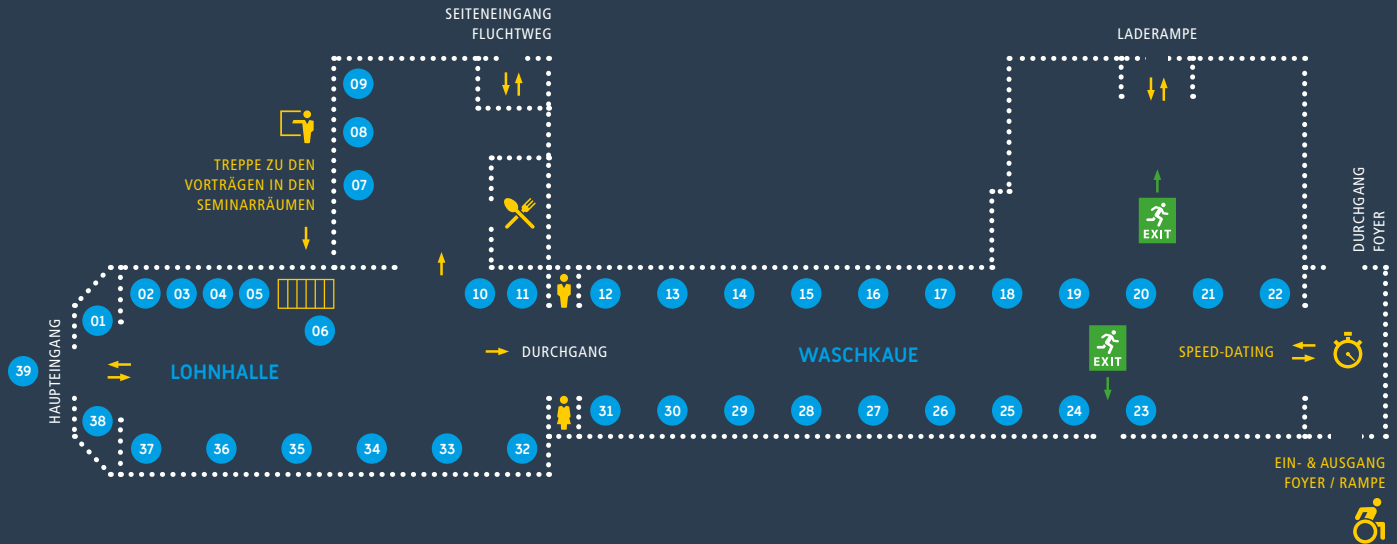 SEITENEINGANG
FLUCHTWEG
LADERAMPE
09
08
07
TREPPE ZU DEN
VORTRÄGEN IN DEN
SEMINARRÄUMEN
EXIT
DURCHGANG
FOYER
02
03
04
05
10
11
12
13
14
15
16
17
18
19
20
21
22
01
06
HAUPTEINGANG
39
LOHNHALLE
DURCHGANG
WASCHKAUE
EXIT
SPEED-DATING
38
31
30
29
28
27
26
25
24
23
37
36
35
34
33
32
EIN- & AUSGANG
FOYER / RAMPE